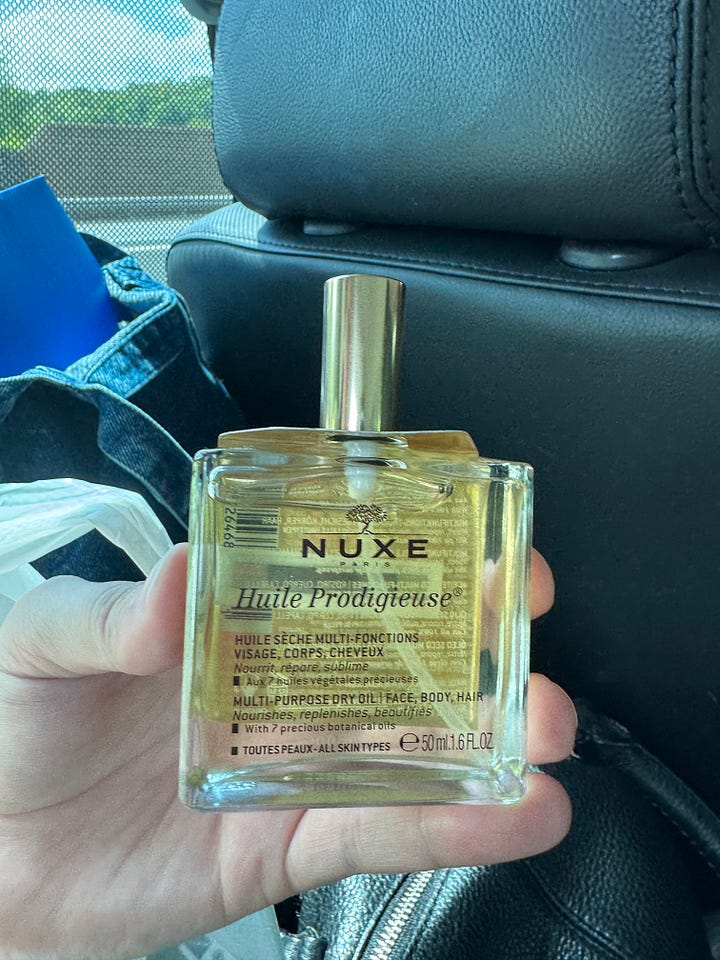 26468
NUXE
PARIS
Huile Prodigieuse®
HUILE SÈCHE MULTI-FONCTIONS
VISAGE, CORPS, CHEVEUX
Nourrit, répare, sublime
Aux 7 huiles végétales précieuses
MULTI-PURPOSE DRY OIL: FACE, BODY, HAIR
Nourishes, replenishes, beautifies
With 7 precious botanical oils
TOUTES PEAUX - ALL SKIN TYPES ℮ 50 ml.1.6 FL.OZ.